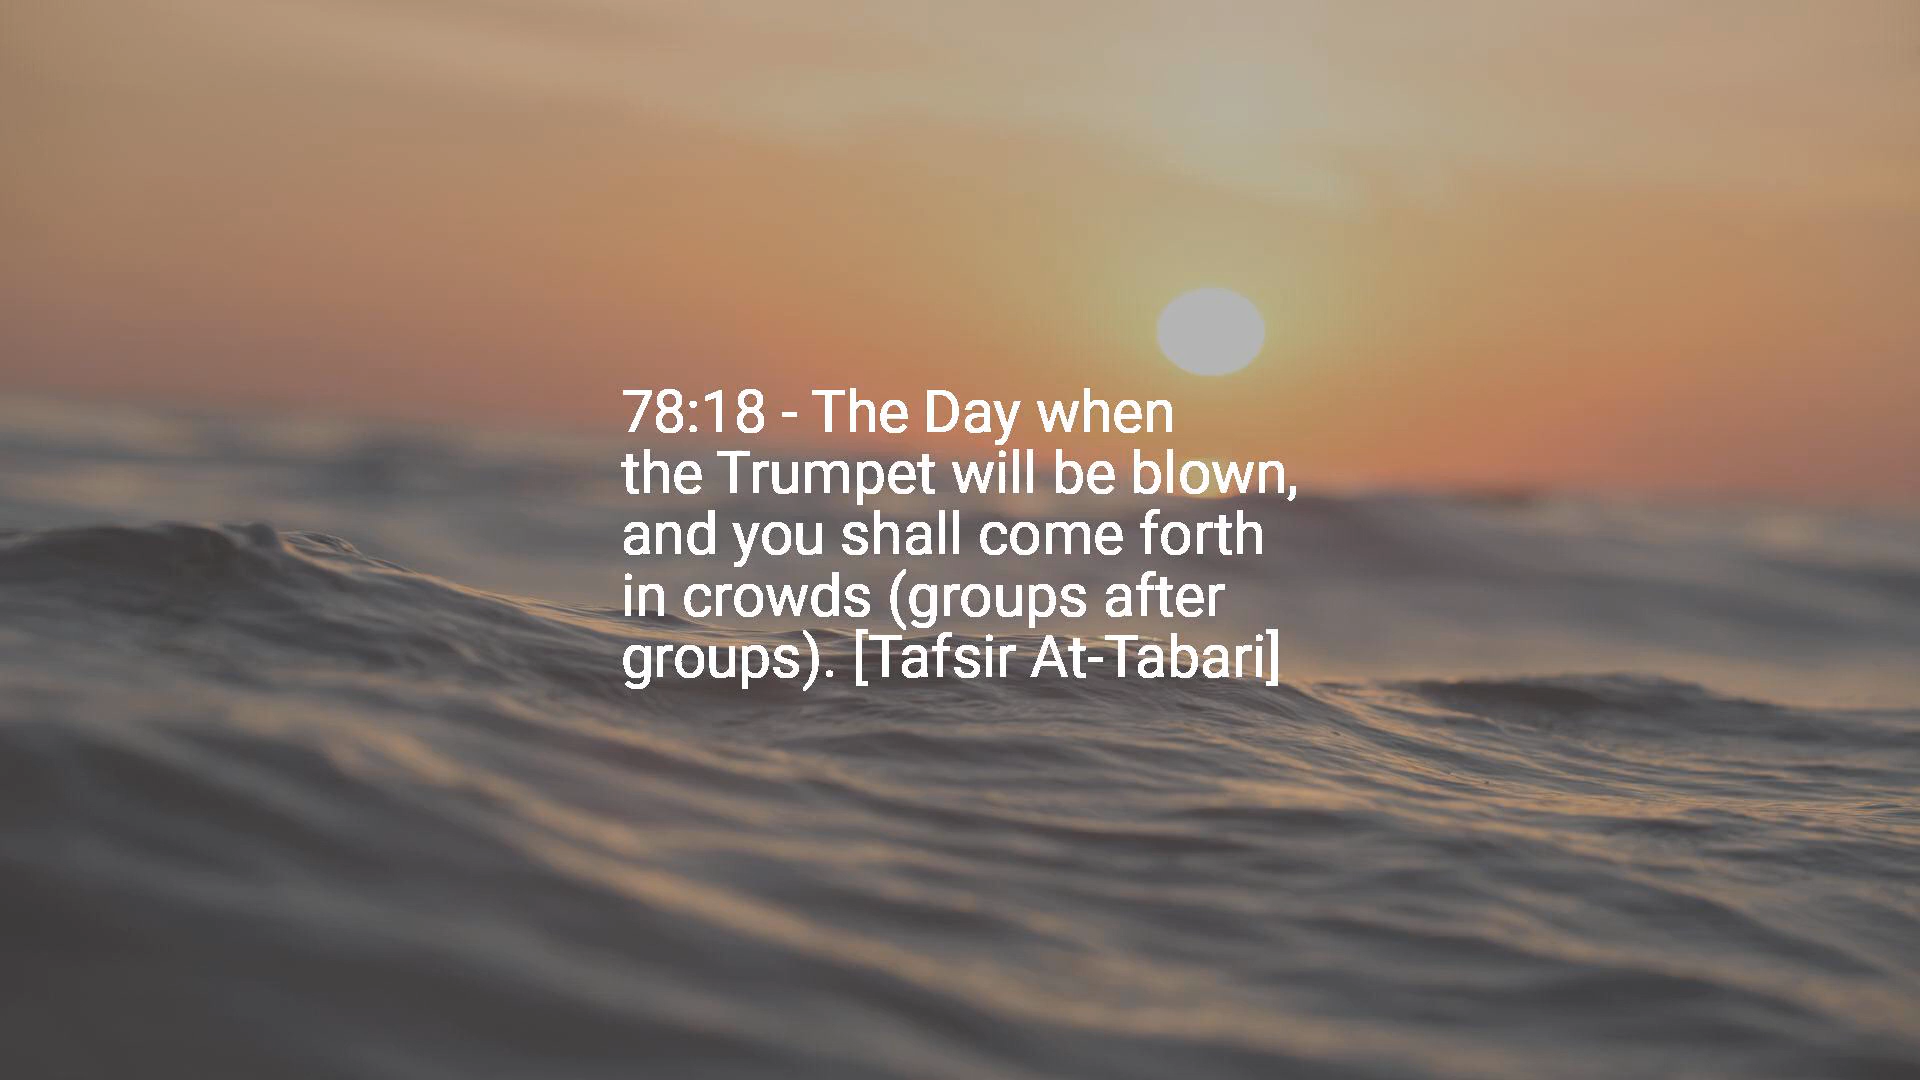 78:18 - The Day when
the Trumpet will be blown,
and you shall come forth
in crowds (groups after
groups). [Tafsir At-Tabari]